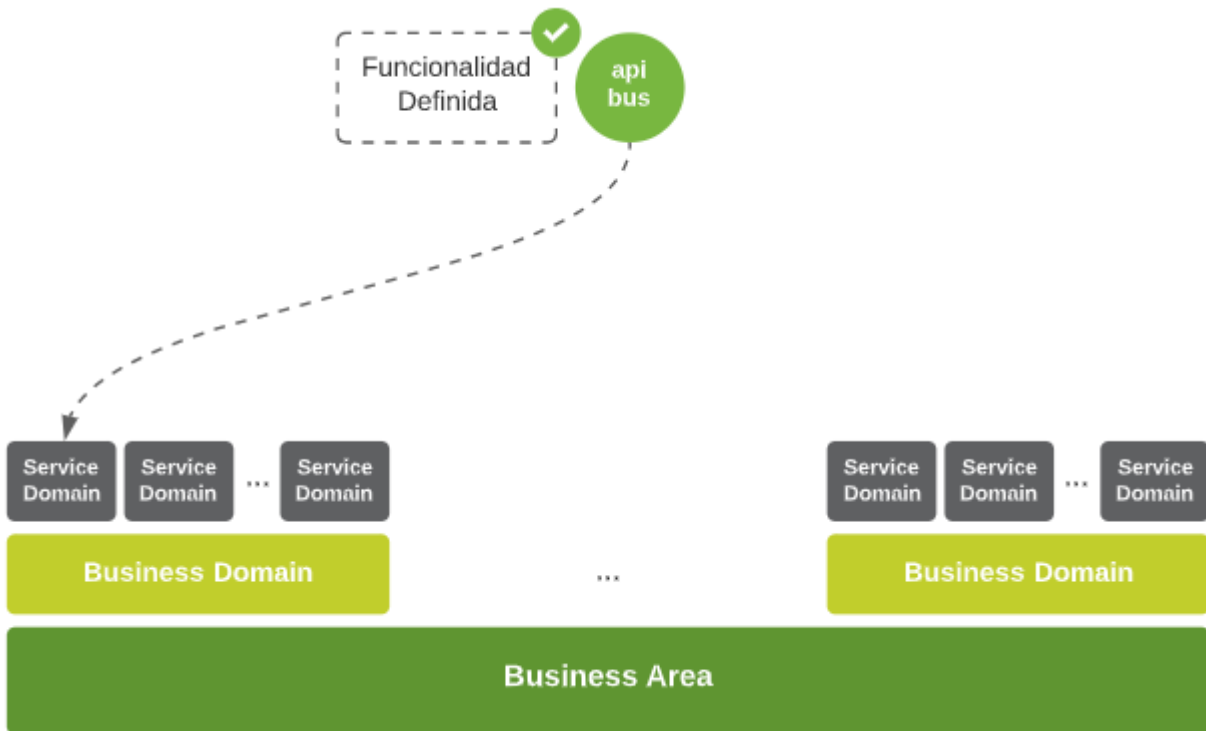 Funcionalidad
Definida
api
bus
Service
Domain
Service
Domain
...
Service
Domain
Service
Domain
Service
Domain
...
Service
Domain
Business Domain
...
Business Domain
Business Area